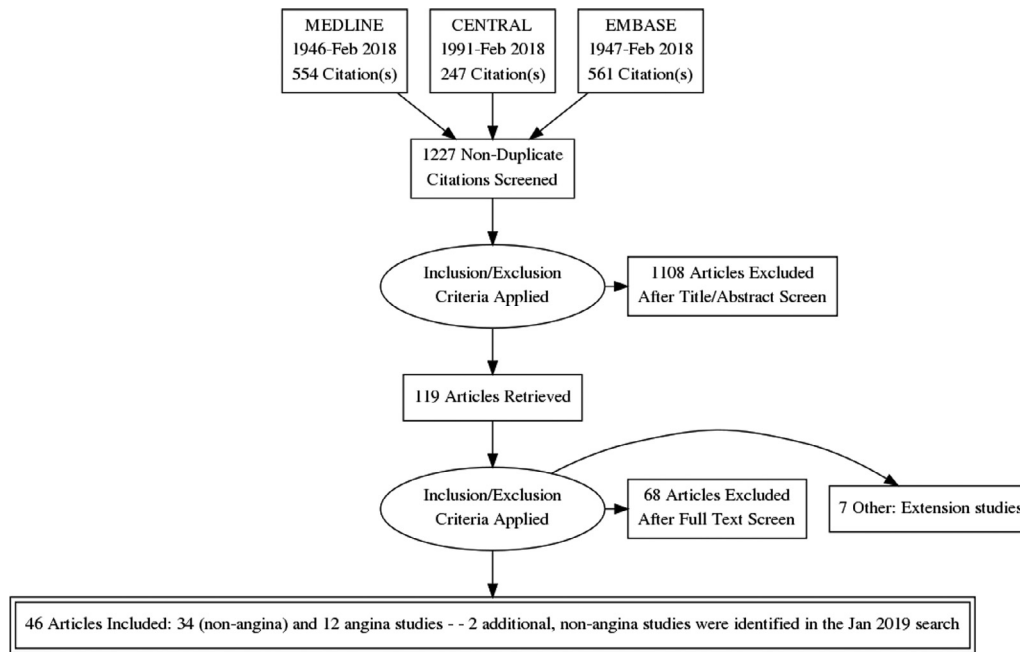 MEDLINE
1946-Feb 2018
554 Citation(s)
CENTRAL
1991-Feb 2018
247 Citation(s)
EMBASE
1947-Feb 2018
561 Citation(s)
1227 Non-Duplicate
Citations Screened
Inclusion/Exclusion
Criteria Applied
1108 Articles Excluded
After Title/Abstract Screen
119 Articles Retrieved
Inclusion/Exclusion
Criteria Applied
68 Articles Excluded
After Full Text Screen
7 Other: Extension studies
46 Articles Included: 34 (non-angina) and 12 angina studies - - 2 additional, non-angina studies were identified in the Jan 2019 search